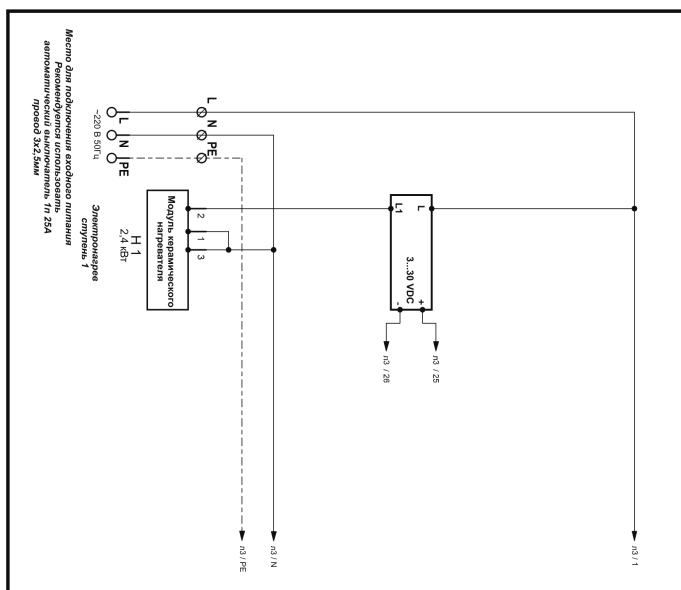 Место для подключения входного питания
Рекомендуется использовать
автоматический выключатель 1п 25А
провод 3x2,5мм
~220 В 50Гц
L
N
PE
L
N
PE
Электронагрев
ступень 1
H 1
2,4 кВт
Модуль керамического
нагревателя
2
1
3
L1
L
3...30 VDC
-
+
л3 / 26
л3 / 25
л3 / PE
л3 / N
л3 / 1